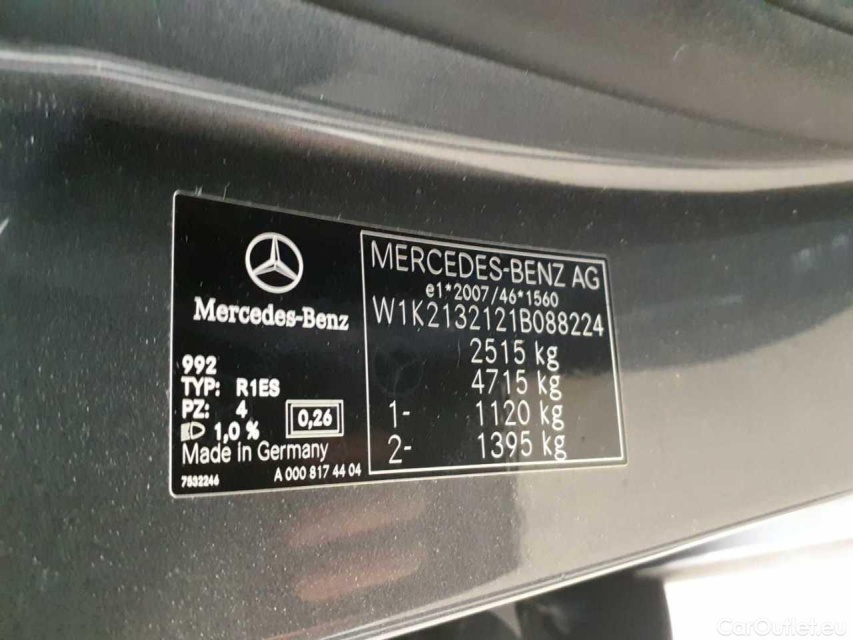 Mercedes-Benz
992
TYP: R1ES
PZ: 4
1,0 %
0,26
Made in Germany
7532244
A 000 817 44 04
MERCEDES-BENZ AG
e1*2007/46*1560
W1K2132121B088224
2515 kg
4715 kg
1- 1120 kg
2- 1395 kg
CarOutlet.eu